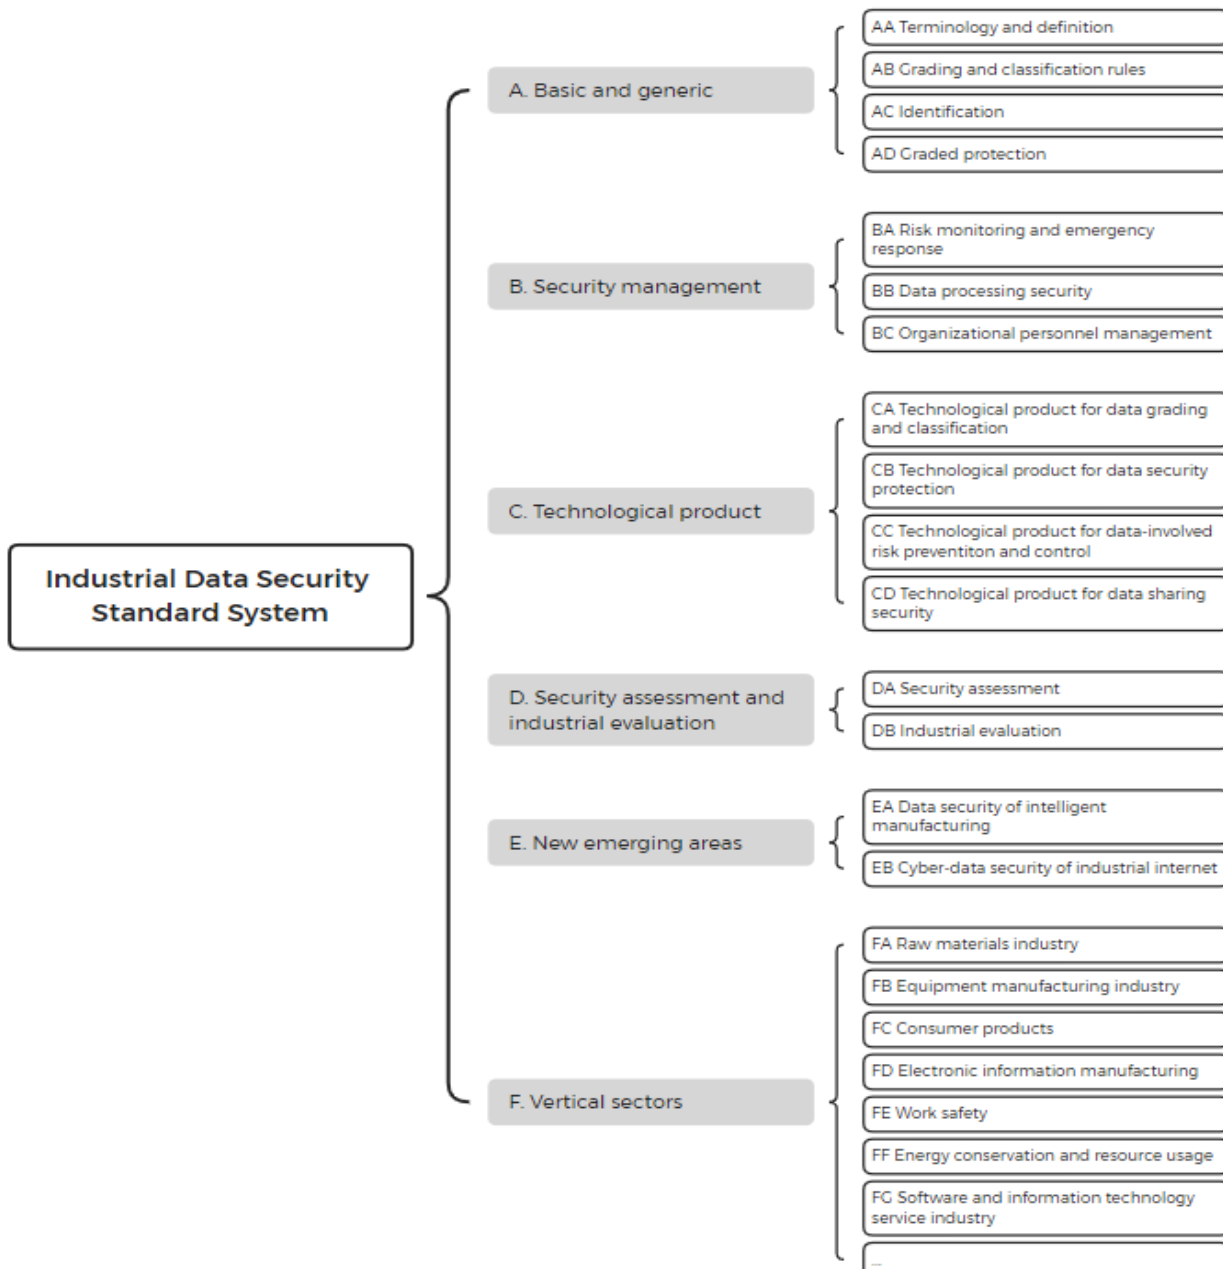 Industrial Data Security
Standard System
A. Basic and generic
AA Terminology and definition
AB Grading and classification rules
AC Identification
AD Graded protection
B. Security management
BA Risk monitoring and emergency
response
BB Data processing security
BC Organizational personnel management
C. Technological product
CA Technological product for data grading
and classification
CB Technological product for data security
protection
CC Technological product for data-involved
risk preventiton and control
CD Technological product for data sharing
security
D. Security assessment and
industrial evaluation
DA Security assessment
DB Industrial evaluation
E. New emerging areas
EA Data security of intelligent
manufacturing
EB Cyber-data security of industrial internet
F. Vertical sectors
FA Raw materials industry
FB Equipment manufacturing industry
FC Consumer products
FD Electronic information manufacturing
FE Work safety
FF Energy conservation and resource usage
FG Software and information technology
service industry
...